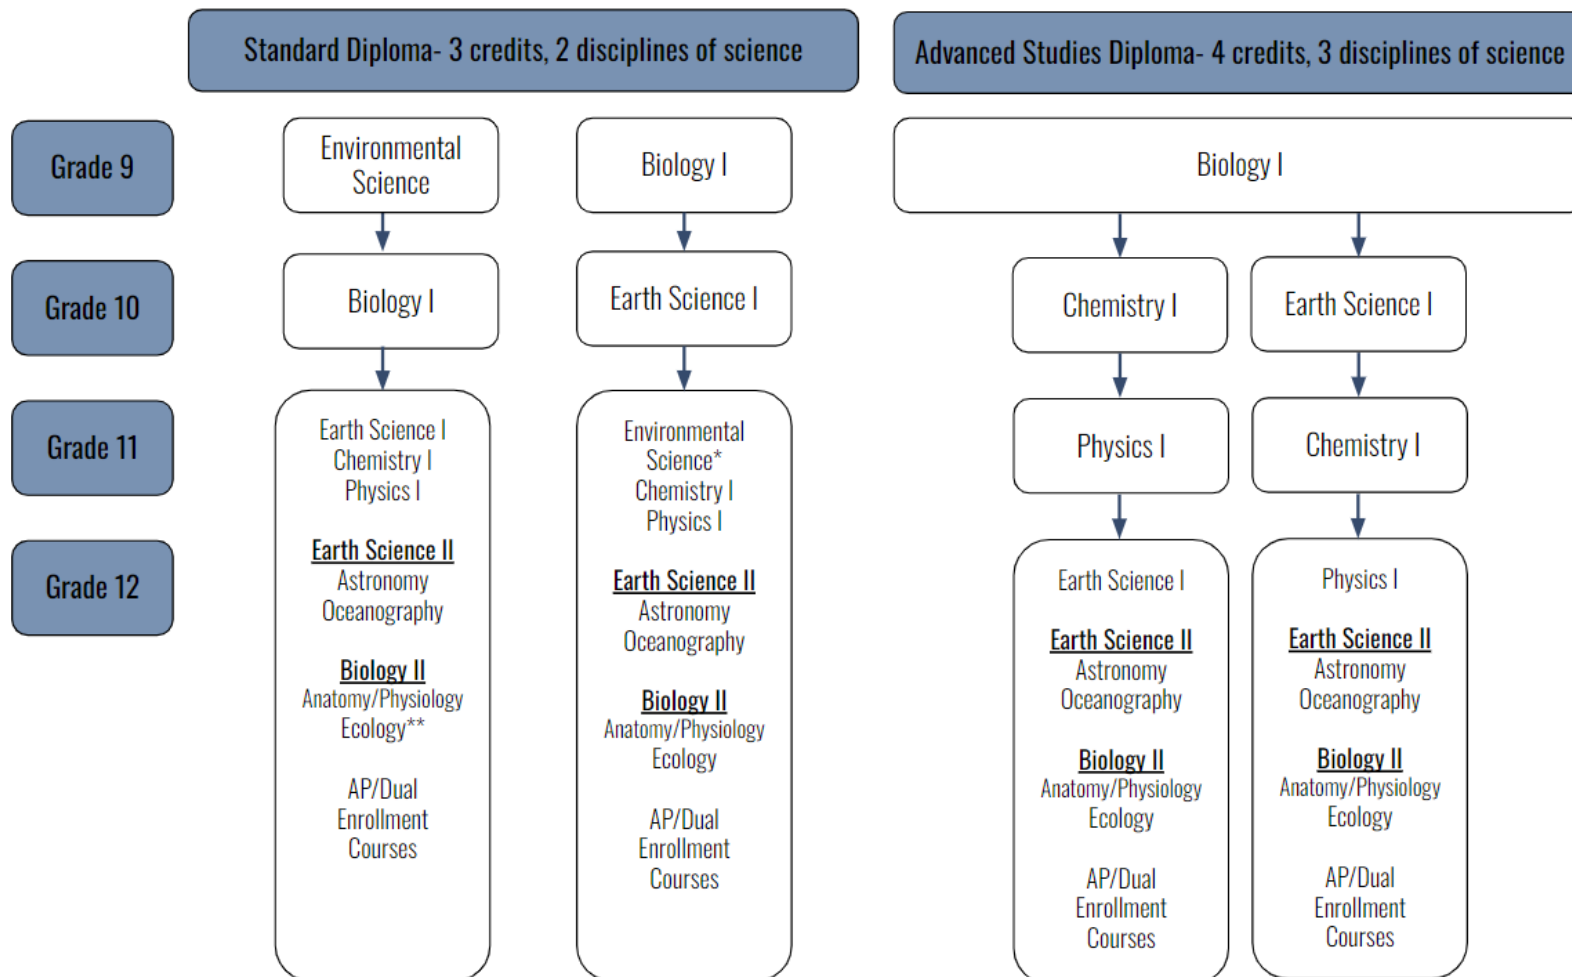 Standard Diploma- 3 credits, 2 disciplines of science
Advanced Studies Diploma- 4 credits, 3 disciplines of science
Grade 9
Environmental
Science
Biology I
Biology I
Grade 10
Biology I
Earth Science I
Chemistry I
Earth Science I
Grade 11
Physics I
Chemistry I
Grade 12
Earth Science I
Chemistry I
Physics I
Earth Science II
Astronomy
Oceanography
Biology II
Anatomy/Physiology
Ecology**
AP/Dual
Enrollment
Courses
Environmental
Science*
Chemistry I
Physics I
Earth Science II
Astronomy
Oceanography
Biology II
Anatomy/Physiology
Ecology
AP/Dual
Enrollment
Courses
Earth Science I
Earth Science II
Astronomy
Oceanography
Biology II
Anatomy/Physiology
Ecology
AP/Dual
Enrollment
Courses
Physics I
Earth Science II
Astronomy
Oceanography
Biology II
Anatomy/Physiology
Ecology
AP/Dual
Enrollment
Courses